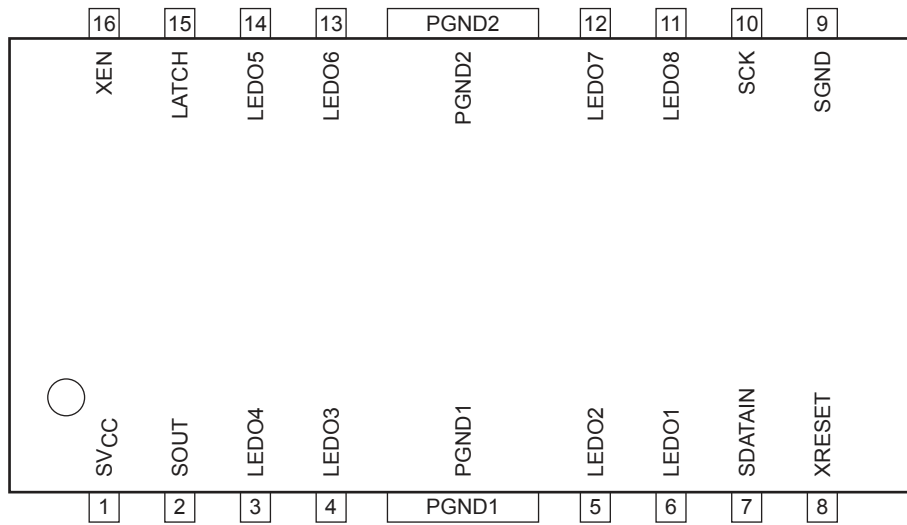 16 15 14 13 PGND2 12 11 10 9
XEN LATCH LEDO5 LEDO6 PGND2 LEDO7 LEDO8 SCK SGND
SVCC SOUT LEDO4 LEDO3 PGND1 LEDO2 LEDO1 SDATAIN XRESET
1 2 3 4 PGND1 5 6 7 8